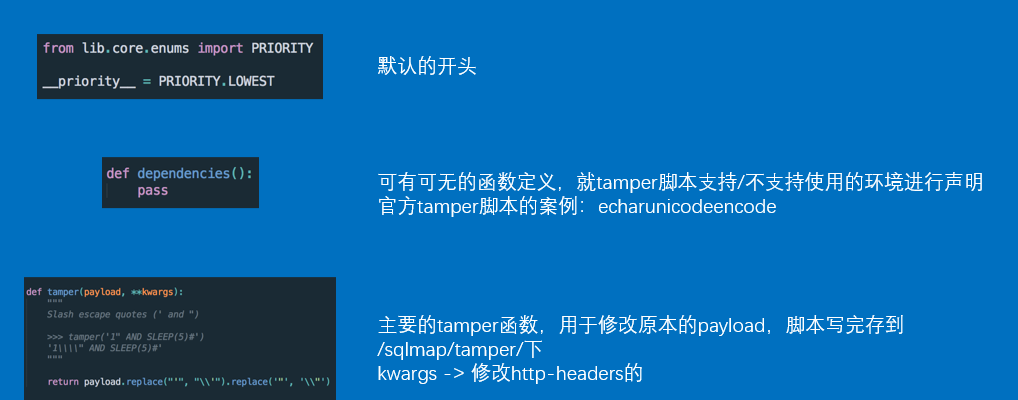 from lib.core.enums import PRIORITY
__priority__ = PRIORITY.LOWEST
默认的开头
def dependencies():
pass
可有可无的函数定义，就tamper脚本支持/不支持使用的环境进行声明
官方tamper脚本的案例：echarunicodeencode
def tamper(payload, **kwargs):
"""
Slash escape quotes (' and ")
>>> tamper('1" AND SLEEP(5)#')
'1\\\\" AND SLEEP(5)#'
"""
return payload.replace("'", "\\'").replace('"', '\\"')
主要的tamper函数，用于修改原本的payload，脚本写完存到
/sqlmap/tamper/下
kwargs -> 修改http-headers的